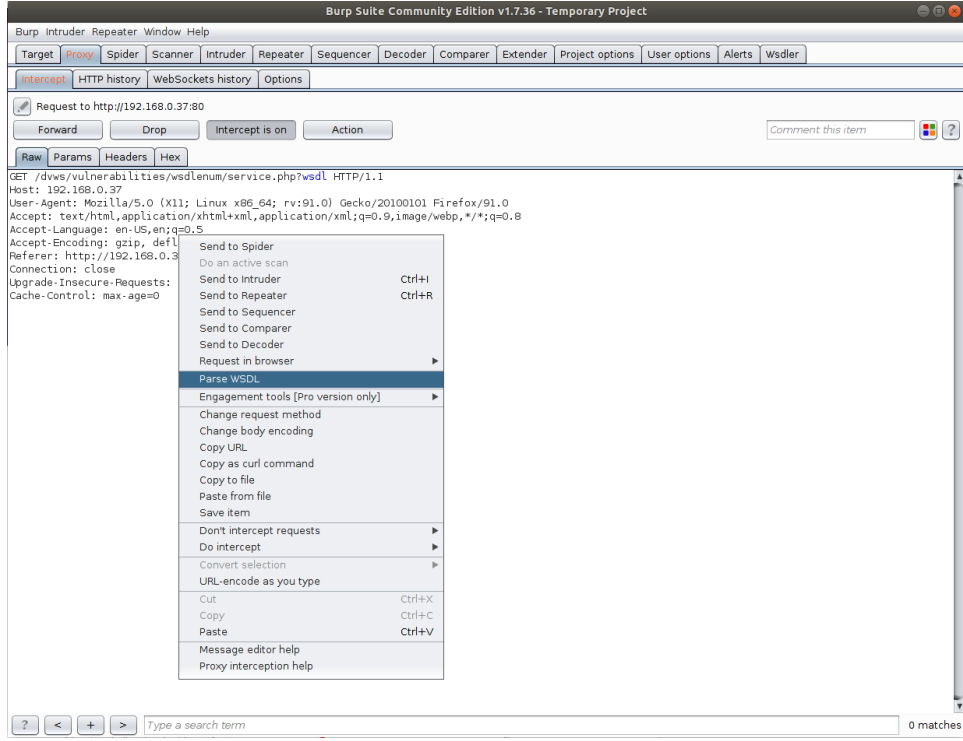 Burp Suite Community Edition v1.7.36 - Temporary Project
Burp Intruder Repeater Window Help
Target Proxy Spider Scanner Intruder Repeater Sequencer Decoder Comparer Extender Project options User options Alerts Wsdler
Intercept HTTP history WebSockets history Options
Request to http://192.168.0.37:80
Forward Drop Intercept is on Action Comment this item ?
Raw Params Headers Hex
GET /dvws/vulnerabilities/wsdlenum/service.php?wsdl HTTP/1.1
Host: 192.168.0.37
User-Agent: Mozilla/5.0 (X11; Linux x86_64; rv:91.0) Gecko/20100101 Firefox/91.0
Accept: text/html,application/xhtml+xml,application/xml;q=0.9,image/webp,*/*;q=0.8
Accept-Language: en-US,en;q=0.5
Accept-Encoding: gzip, defl
Referer: http://192.168.0.3
Connection: close
Upgrade-Insecure-Requests:
Cache-Control: max-age=0
Send to Spider
Do an active scan
Send to Intruder Ctrl+I
Send to Repeater Ctrl+R
Send to Sequencer
Send to Comparer
Send to Decoder
Request in browser
Parse WSDL
Engagement tools [Pro version only]
Change request method
Change body encoding
Copy URL
Copy as curl command
Copy to file
Paste from file
Save item
Don't intercept requests
Do intercept
Convert selection
URL-encode as you type
Cut Ctrl+X
Copy Ctrl+C
Paste Ctrl+V
Message editor help
Proxy interception help
? < + > Type a search term 0 matches